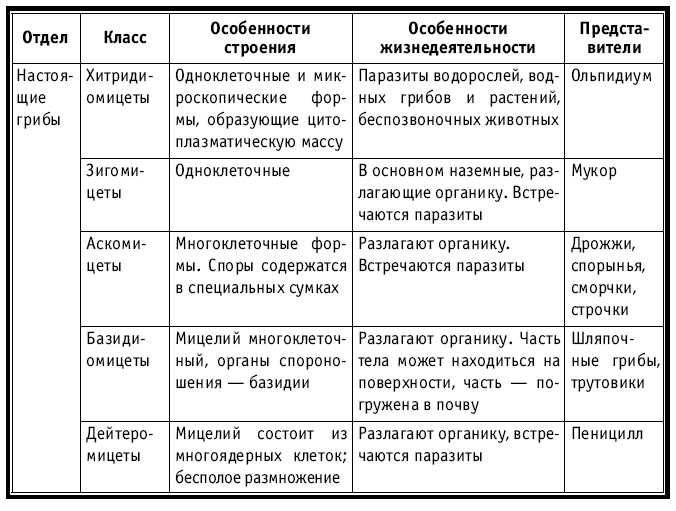 Отдел
Класс
Особенности
строения
Особенности
жизнедеятельности
Предста-
вители
Настоя-
щие
грибы
Хитриди-
омицеты
Одноклеточные и мик-
роскопические фор-
мы, образующие цито-
плазматическую массу
Паразиты водорослей, вод-
ных грибов и растений,
беспозвоночных животных
Ольпидиум
Зигоми-
цеты
Одноклеточные
В основном наземные, раз-
лагающие органику. Встре-
чаются паразиты
Мукор
Аскоми-
цеты
Многоклеточные фор-
мы. Споры содержатся
в специальных сумках
Разлагают органику.
Встречаются паразиты
Дрожжи,
спорынья,
сморчки,
строчки
Базиди-
омицеты
Мицелий многоклеточ-
ный, органы спороно-
шения — базидии
Разлагают органику. Часть
тела может находиться на
поверхности, часть — по-
гружена в почву
Шляпоч-
ные грибы,
трутовики
Дейтеро-
мицеты
Мицелий состоит из
многоядерных клеток;
бесполое размножение
Разлагают органику, встре-
чаются паразиты
Пеницилл